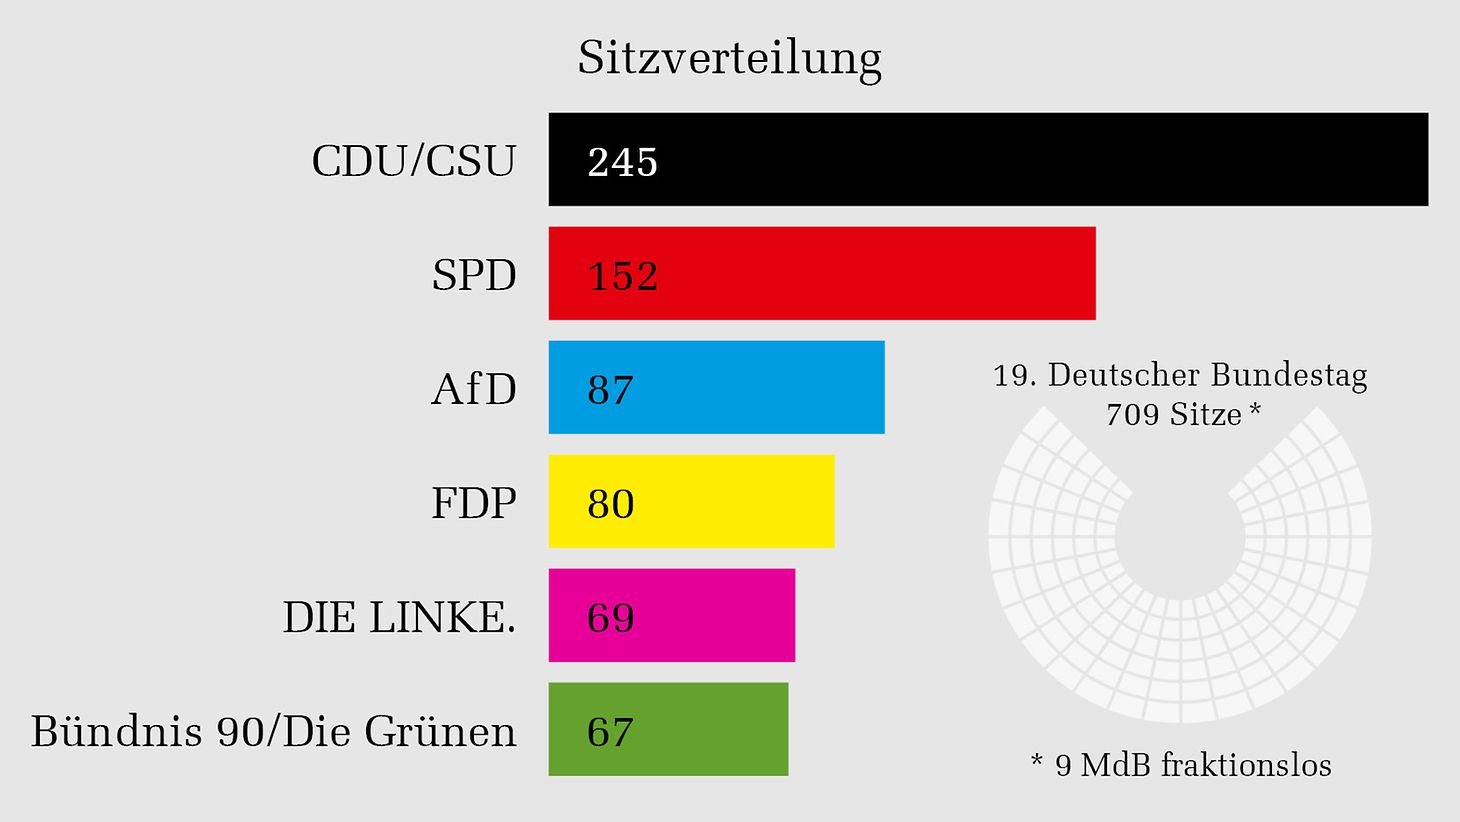 Sitzverteilung
CDU/CSU 245
SPD 152
AfD 87
FDP 80
DIE LINKE. 69
Bündnis 90/Die Grünen 67
19. Deutscher Bundestag
709 Sitze *
* 9 MdB fraktionslos